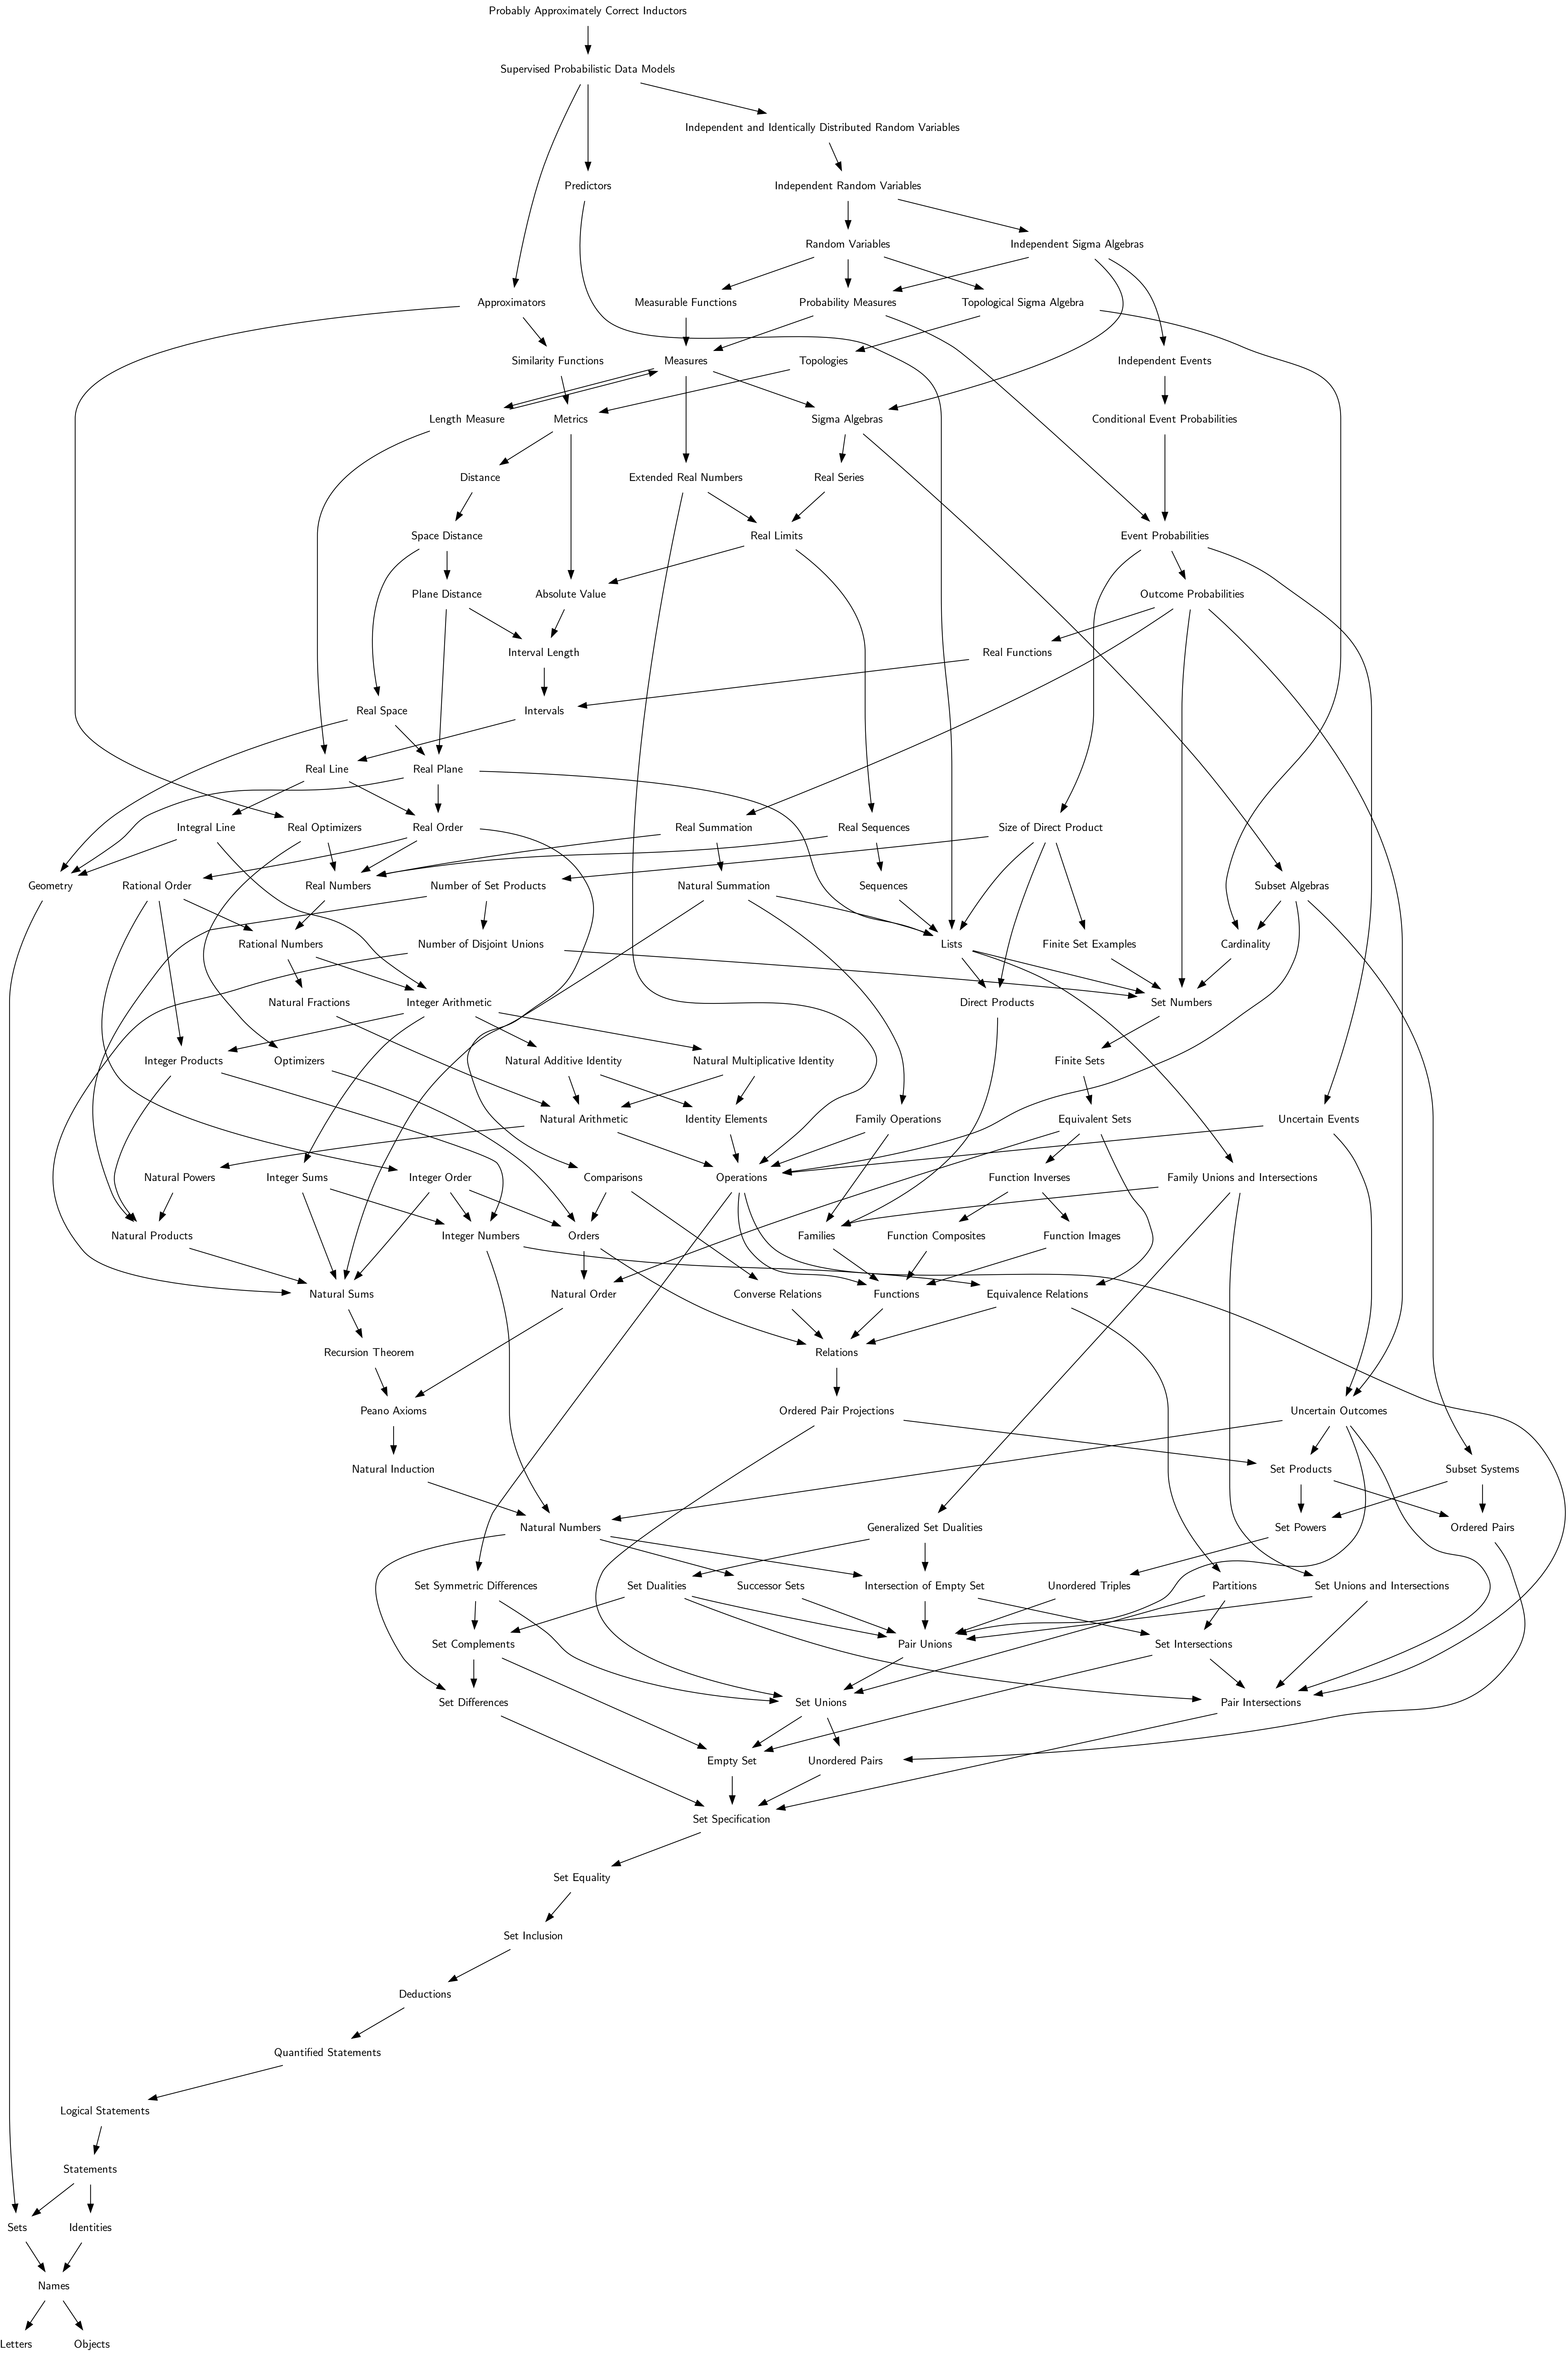 Probably Approximately Correct Inductors
Supervised Probabilistic Data Models
Independent and Identically Distributed Random Variables
Predictors
Independent Random Variables
Random Variables
Independent Sigma Algebras
Approximators
Measurable Functions
Probability Measures
Topological Sigma Algebra
Similarity Functions
Measures
Topologies
Independent Events
Length Measure
Metrics
Sigma Algebras
Conditional Event Probabilities
Distance
Extended Real Numbers
Real Series
Space Distance
Real Limits
Event Probabilities
Plane Distance
Absolute Value
Outcome Probabilities
Interval Length
Real Functions
Real Space
Intervals
Real Line
Real Plane
Integral Line
Real Optimizers
Real Order
Real Summation
Real Sequences
Size of Direct Product
Geometry
Rational Order
Real Numbers
Number of Set Products
Natural Summation
Sequences
Subset Algebras
Rational Numbers
Number of Disjoint Unions
Lists
Finite Set Examples
Cardinality
Natural Fractions
Integer Arithmetic
Direct Products
Set Numbers
Integer Products
Optimizers
Natural Additive Identity
Natural Multiplicative Identity
Finite Sets
Natural Arithmetic
Identity Elements
Family Operations
Equivalent Sets
Uncertain Events
Natural Powers
Integer Sums
Integer Order
Comparisons
Operations
Function Inverses
Family Unions and Intersections
Natural Products
Integer Numbers
Orders
Families
Function Composites
Function Images
Natural Sums
Natural Order
Converse Relations
Functions
Equivalence Relations
Recursion Theorem
Relations
Peano Axioms
Ordered Pair Projections
Uncertain Outcomes
Natural Induction
Set Products
Subset Systems
Natural Numbers
Generalized Set Dualities
Set Powers
Ordered Pairs
Set Symmetric Differences
Set Dualities
Successor Sets
Intersection of Empty Set
Unordered Triples
Partitions
Set Unions and Intersections
Set Complements
Pair Unions
Set Intersections
Set Differences
Set Unions
Pair Intersections
Empty Set
Unordered Pairs
Set Specification
Set Equality
Set Inclusion
Deductions
Quantified Statements
Logical Statements
Statements
Sets
Identities
Names
Letters
Objects